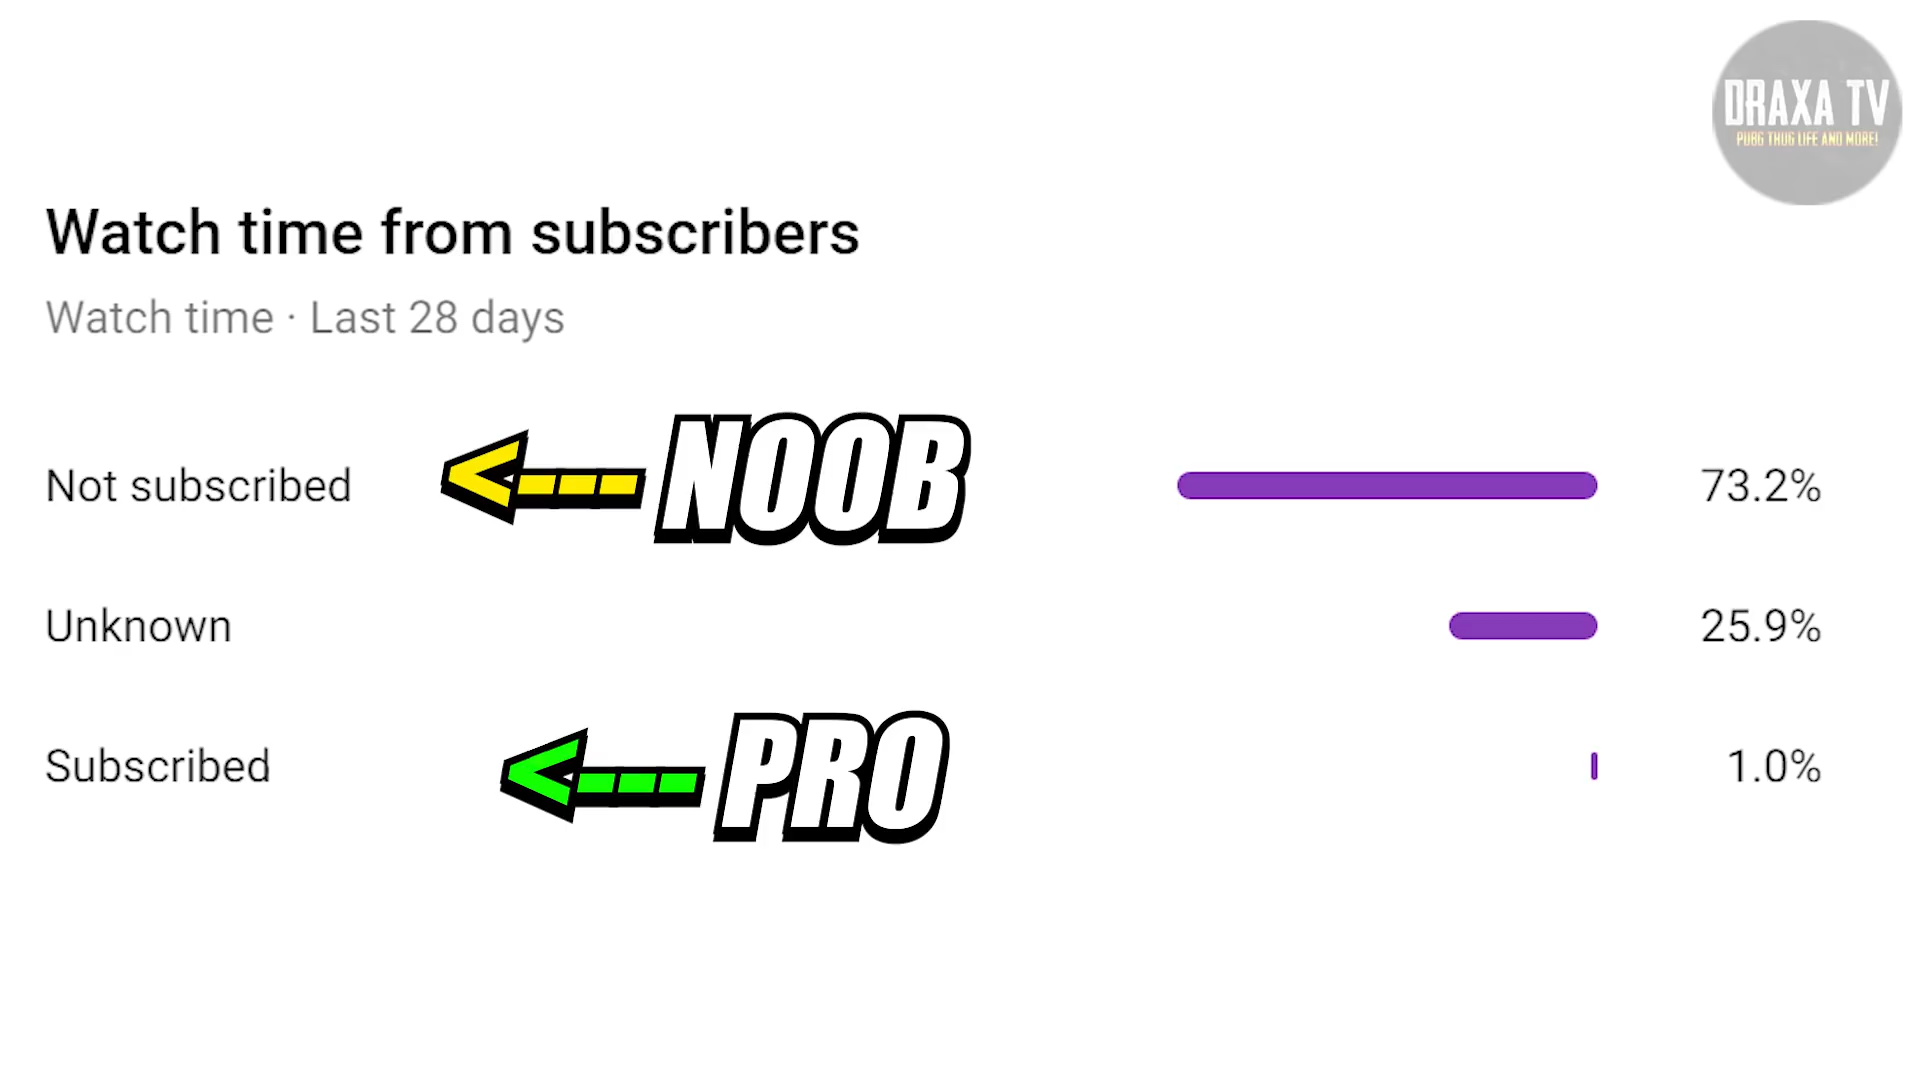 DRAXA TV
PUBG THUG LIFE AND MORE!
Watch time from subscribers
Watch time · Last 28 days
Not subscribed NOOB 73.2%
Unknown 25.9%
Subscribed PRO 1.0%